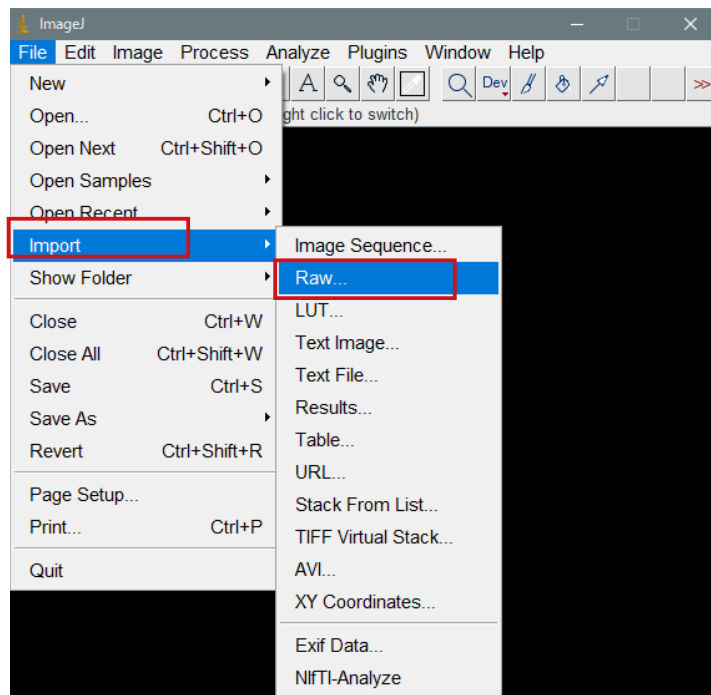 ImageJ
File Edit Image Process Analyze Plugins Window Help
A Dev >>
ght click to switch)
New
Open... Ctrl+O
Open Next Ctrl+Shift+O
Open Samples
Open Recent
Import
Show Folder
Close Ctrl+W
Close All Ctrl+Shift+W
Save Ctrl+S
Save As
Revert Ctrl+Shift+R
Page Setup...
Print... Ctrl+P
Quit
Image Sequence...
Raw...
LUT...
Text Image...
Text File...
Results...
Table...
URL...
Stack From List...
TIFF Virtual Stack...
AVI...
XY Coordinates...
Exif Data...
NIfTI-Analyze